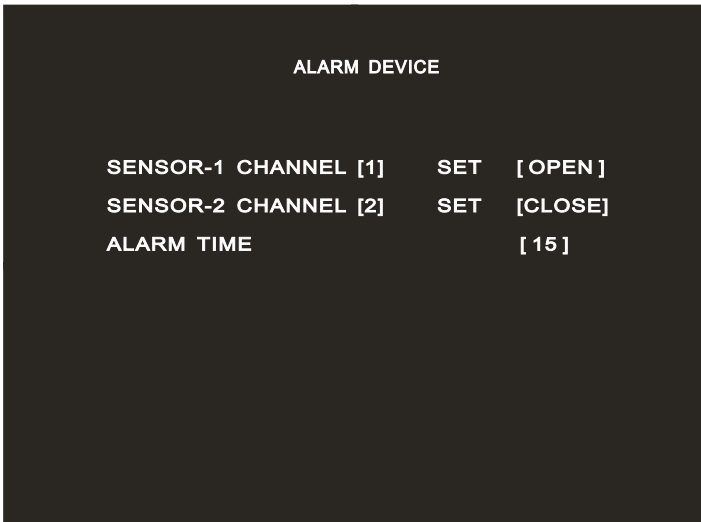 ALARM DEVICE
SENSOR-1 CHANNEL [1] SET [ OPEN ]
SENSOR-2 CHANNEL [2] SET [CLOSE]
ALARM TIME [ 15 ]